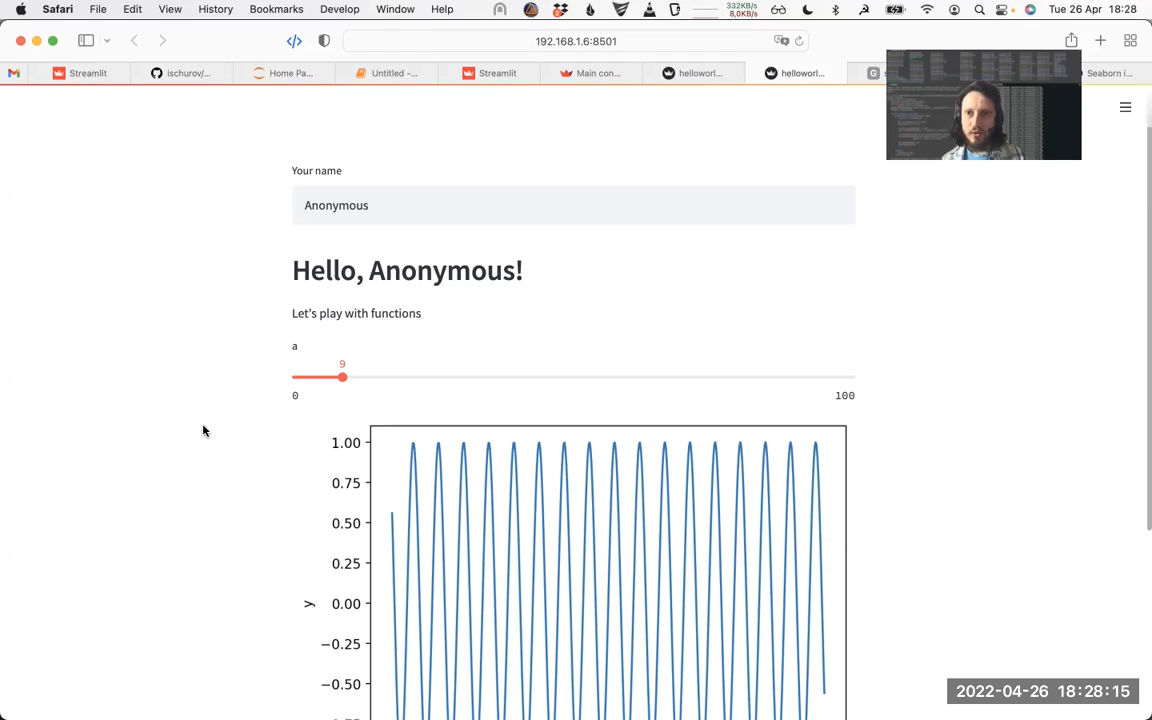 Safari File Edit View History Bookmarks Develop Window Help 332KB/s 8,0KB/s Tue 26 Apr 18:28
192.168.1.6:8501
Streamlit ischurov/... Home Pa... Untitled -... Streamlit Main con... helloworl... helloworl... Seaborn i...
Your name
Anonymous
Hello, Anonymous!
Let's play with functions
a
9
0 100
1.00
0.75
0.50
0.25
0.00
y
−0.25
−0.50
2022-04-26 18:28:15